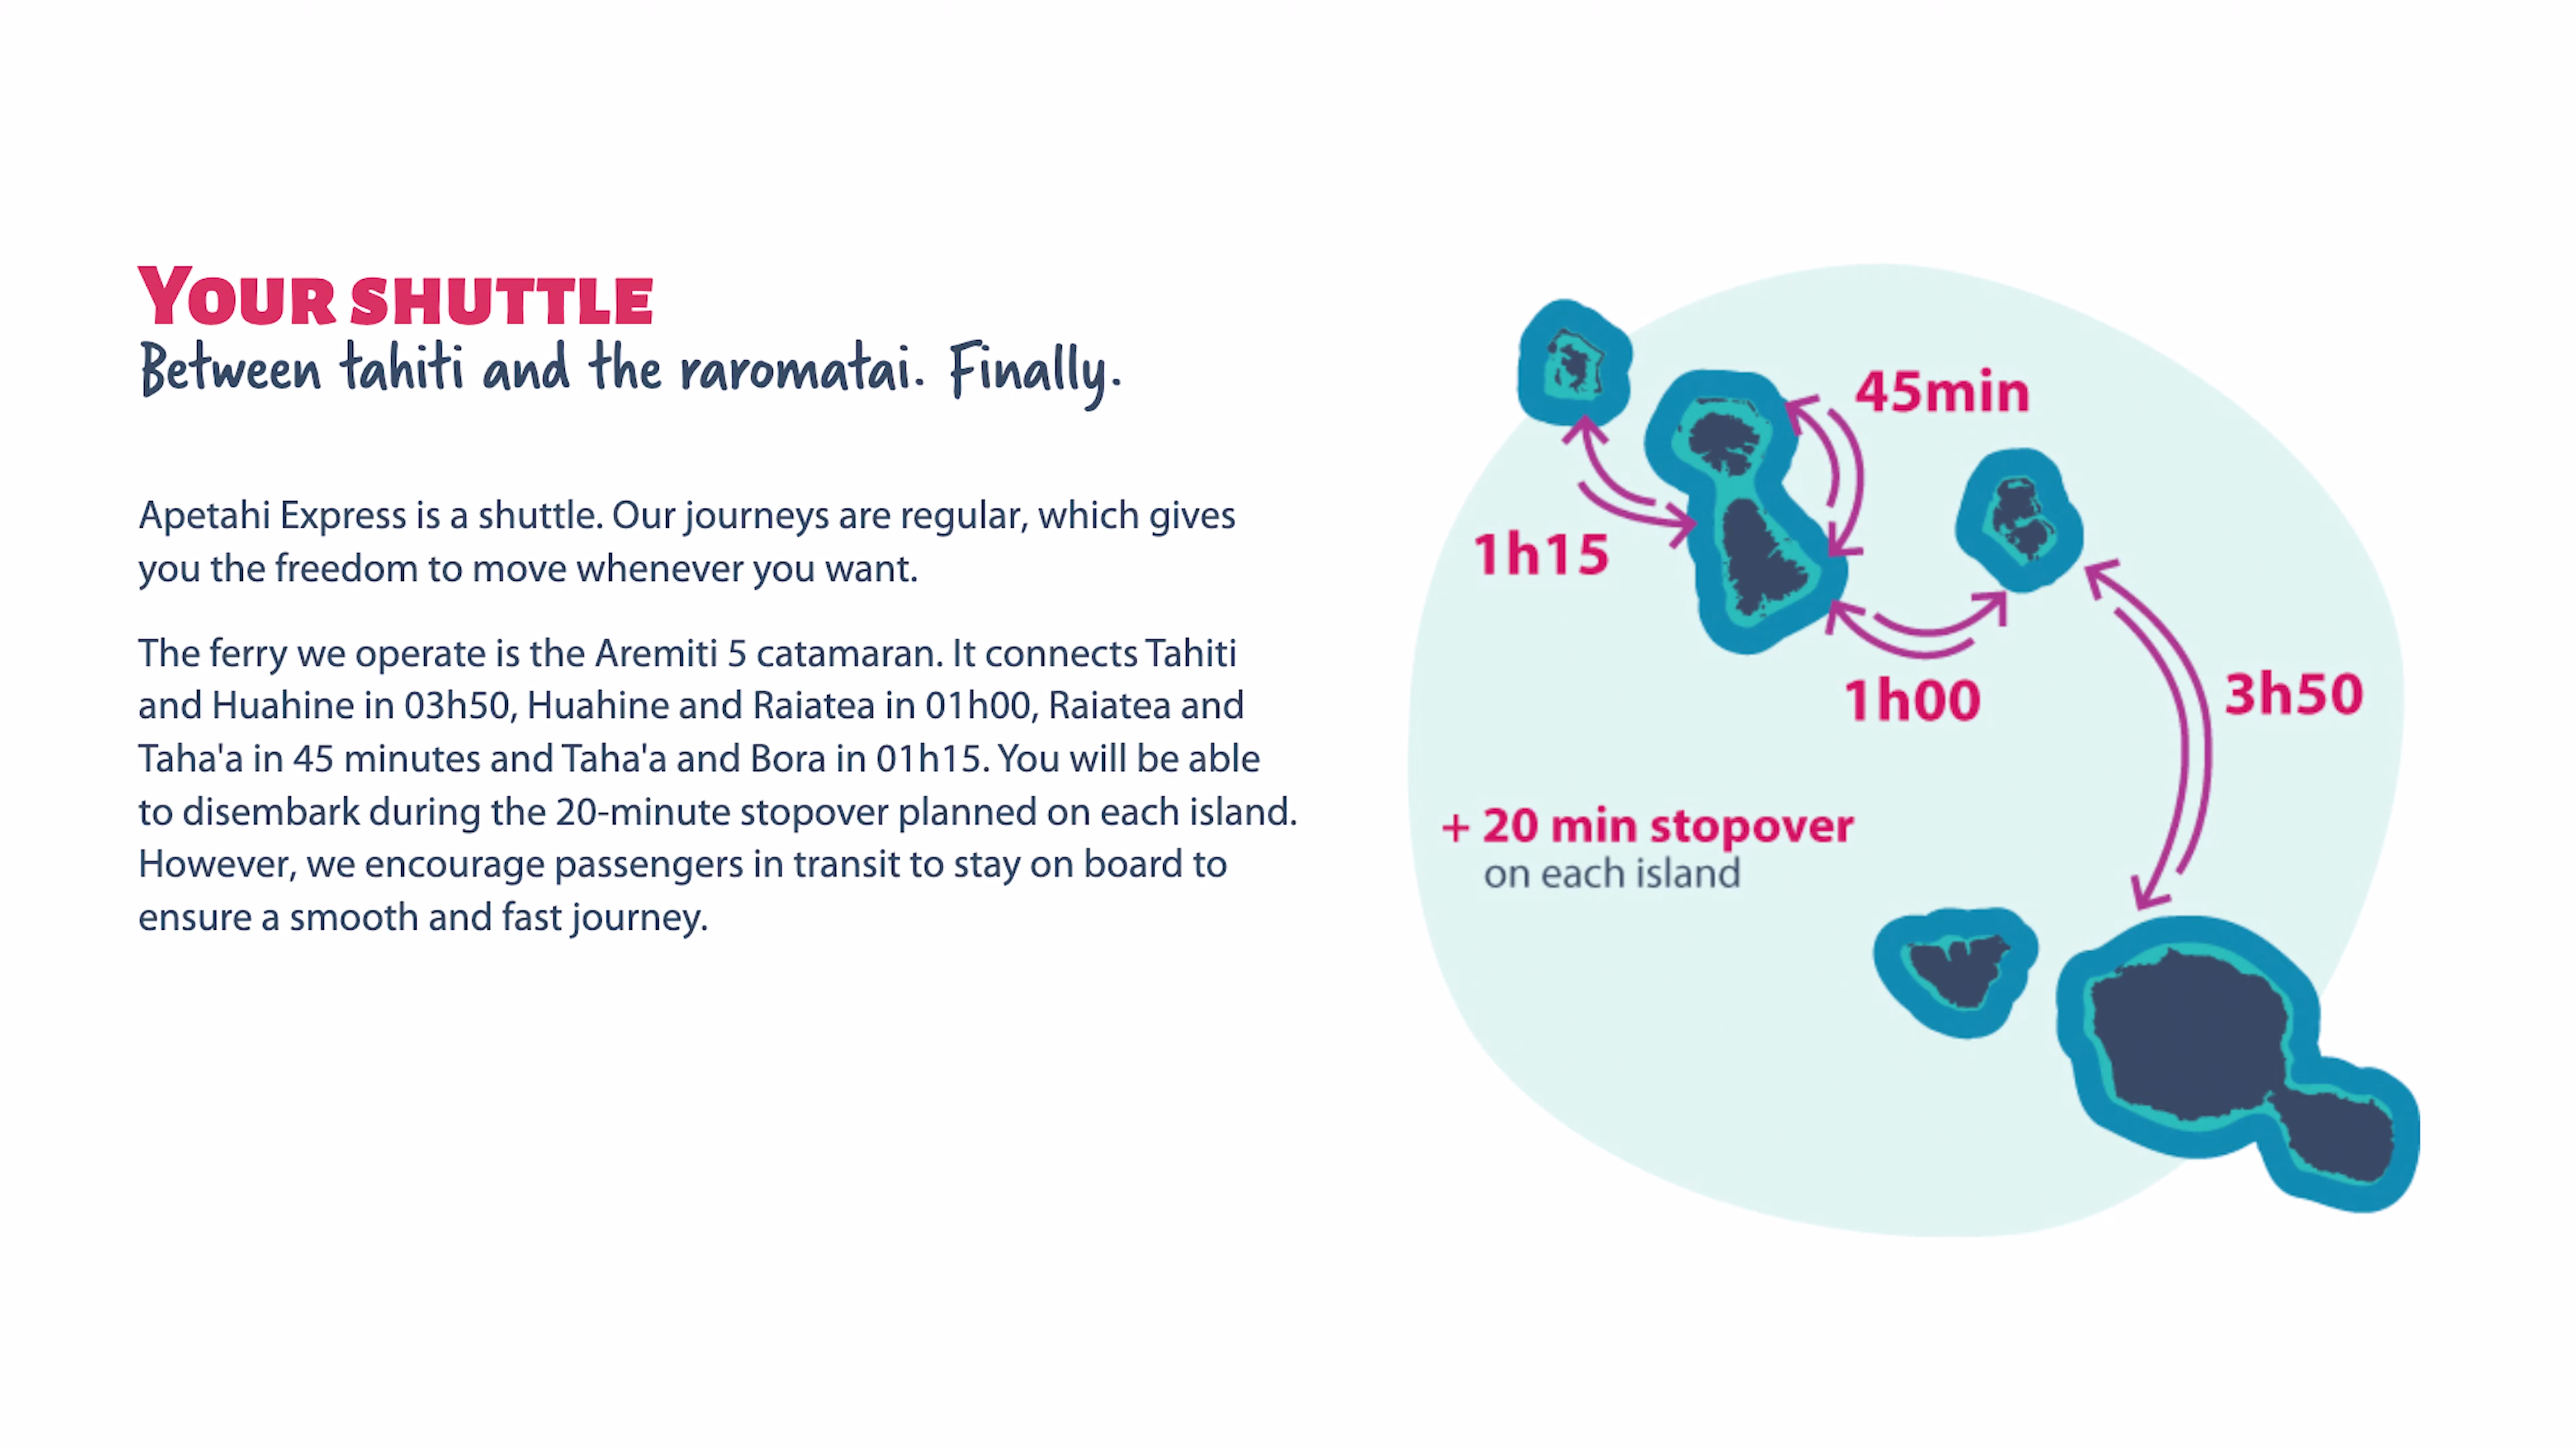 YOUR SHUTTLE
Between tahiti and the raromatai. Finally.
Apetahi Express is a shuttle. Our journeys are regular, which gives
you the freedom to move whenever you want.
The ferry we operate is the Aremiti 5 catamaran. It connects Tahiti
and Huahine in 03h50, Huahine and Raiatea in 01h00, Raiatea and
Taha'a in 45 minutes and Taha'a and Bora in 01h15. You will be able
to disembark during the 20-minute stopover planned on each island.
However, we encourage passengers in transit to stay on board to
ensure a smooth and fast journey.
45min
1h15
1h00
3h50
+ 20 min stopover
on each island